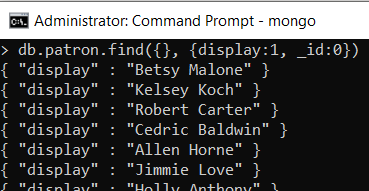 Administrator: Command Prompt - mongo
> db.patron.find({}, {display:1, _id:0})
{ "display" : "Betsy Malone" }
{ "display" : "Kelsey Koch" }
{ "display" : "Robert Carter" }
{ "display" : "Cedric Baldwin" }
{ "display" : "Allen Horne" }
{ "display" : "Jimmie Love" }
{ "display" : "Holly Anthony" }